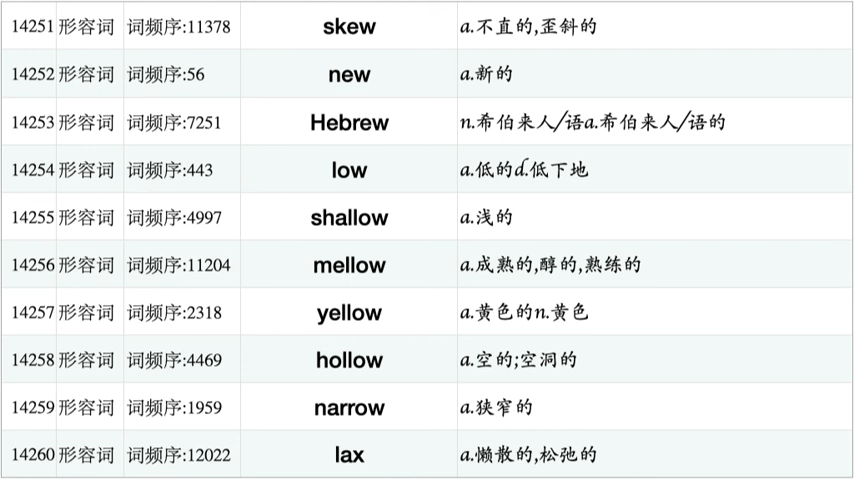 14251 形容词 词频序:11378 skew a.不直的,歪斜的
14252 形容词 词频序:56 new a.新的
14253 形容词 词频序:7251 Hebrew n.希伯来人/语a.希伯来人/语的
14254 形容词 词频序:443 low a.低的d.低下地
14255 形容词 词频序:4997 shallow a.浅的
14256 形容词 词频序:11204 mellow a.成熟的,醇的,熟练的
14257 形容词 词频序:2318 yellow a.黄色的n.黄色
14258 形容词 词频序:4469 hollow a.空的;空洞的
14259 形容词 词频序:1959 narrow a.狭窄的
14260 形容词 词频序:12022 lax a.懒散的,松弛的